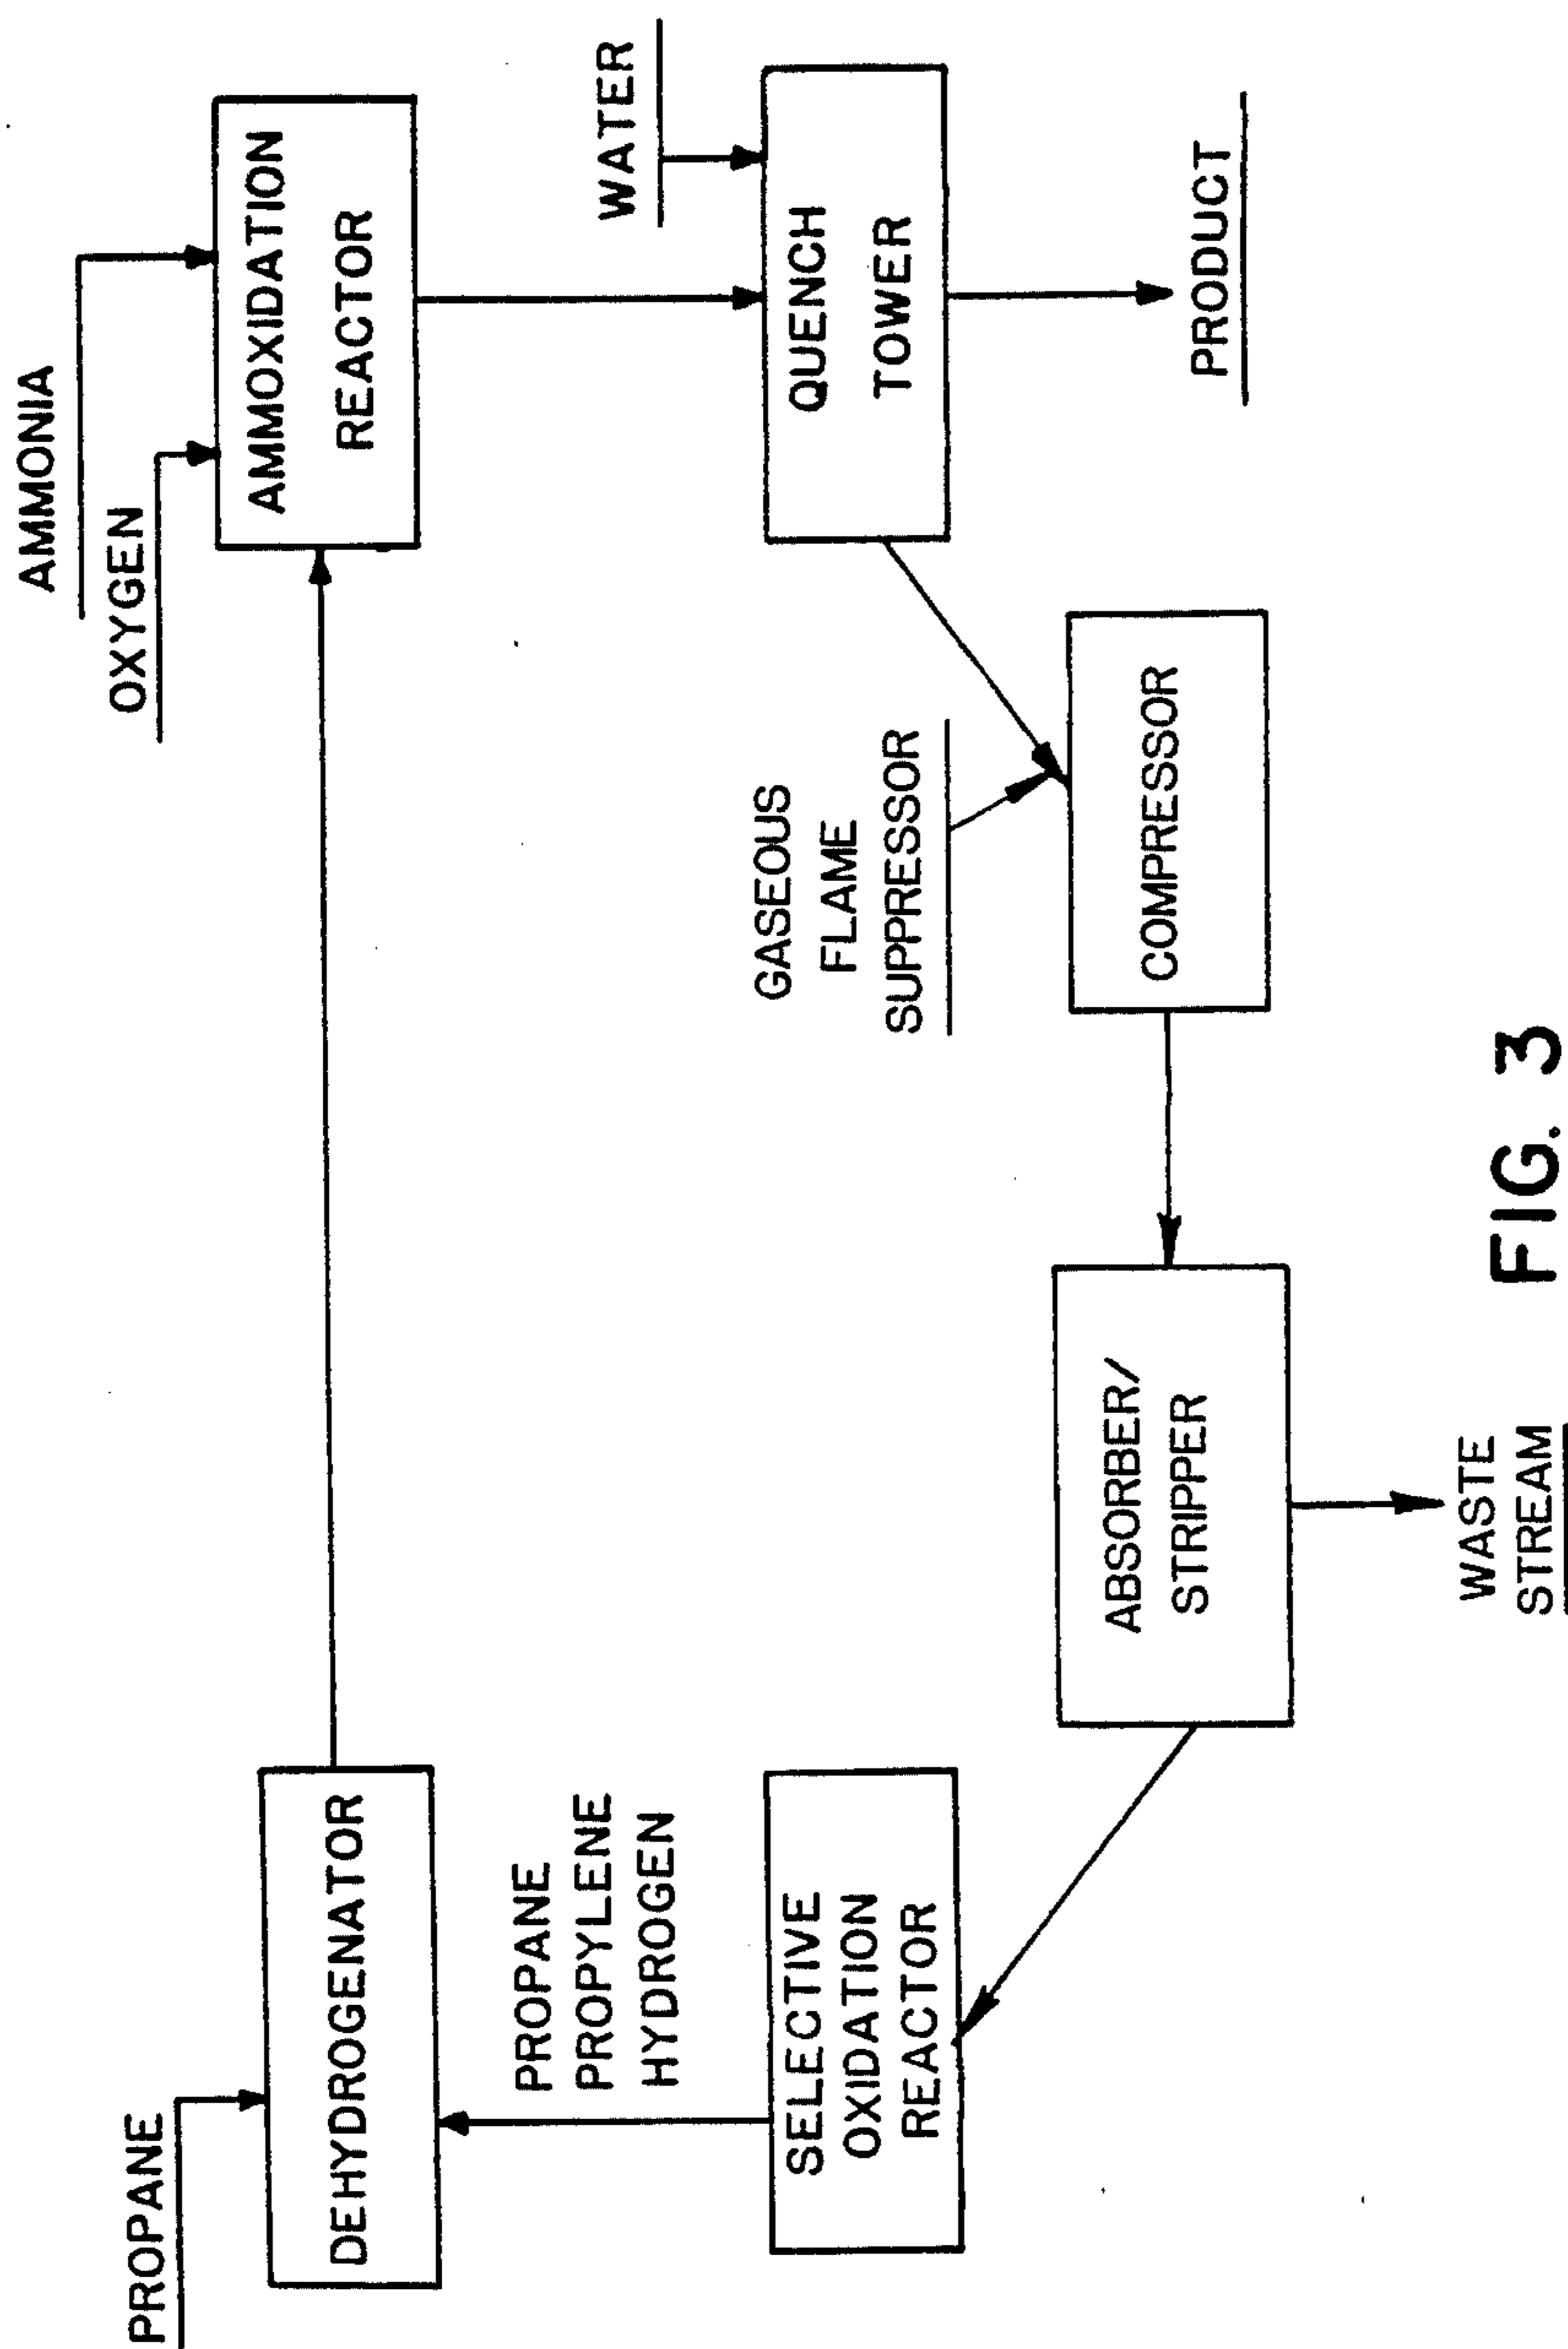 AMMONIA
OXYGEN
PROPANE
DEHYDROGENATOR
AMMOXIDATION
REACTOR
WATER
PROPANE
PROPYLENE
HYDROGEN
GASEOUS
FLAME
SUPPRESSOR
QUENCH
TOWER
SELECTIVE
OXIDATION
REACTOR
ABSORBER/
STRIPPER
COMPRESSOR
PRODUCT
WASTE
STREAM
FIG. 3